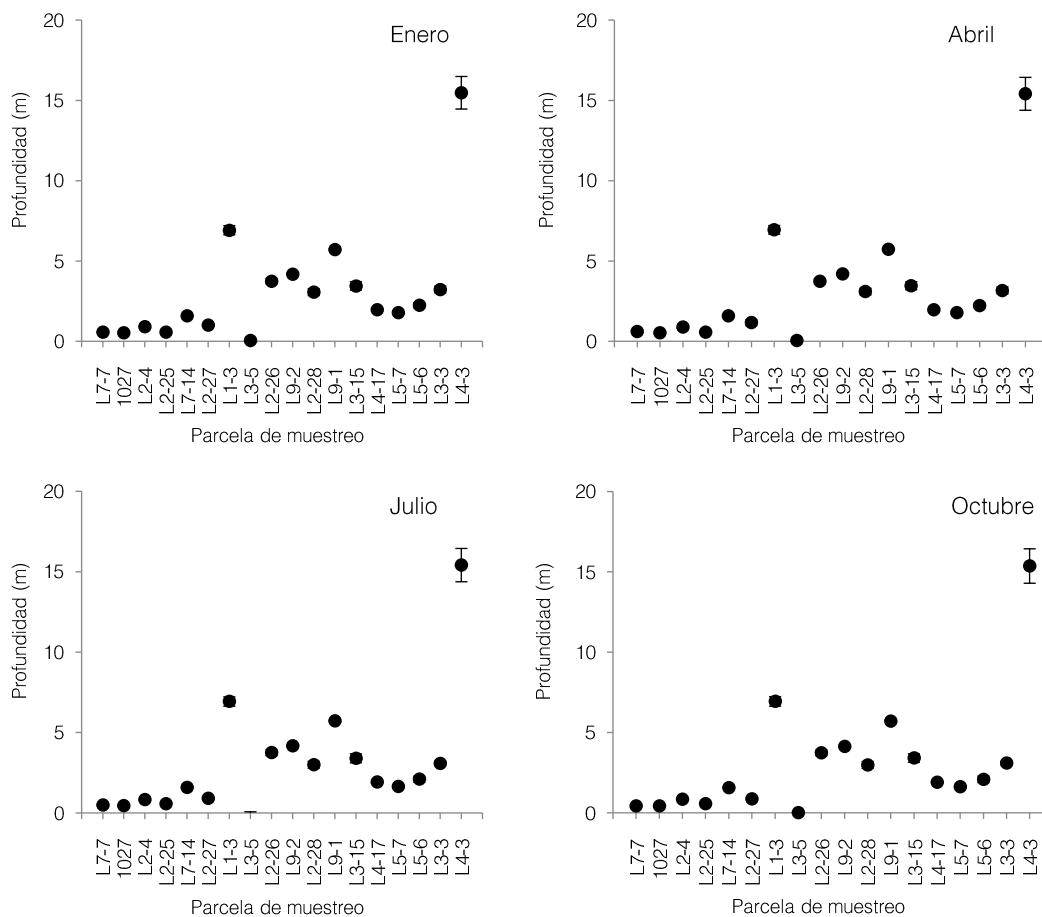 Enero
20
15
10
5
0
Profundidad (m)
L7-7
1027
L2-4
L2-25
L7-14
L2-27
L1-3
L3-5
L2-26
L9-2
L2-28
L9-1
L3-15
L4-17
L5-7
L5-6
L3-3
L4-3
Parcela de muestreo
Abril
20
15
10
5
0
Profundidad (m)
L7-7
1027
L2-4
L2-25
L7-14
L2-27
L1-3
L3-5
L2-26
L9-2
L2-28
L9-1
L3-15
L4-17
L5-7
L5-6
L3-3
L4-3
Parcela de muestreo
Julio
20
15
10
5
0
Profundidad (m)
L7-7
1027
L2-4
L2-25
L7-14
L2-27
L1-3
L3-5
L2-26
L9-2
L2-28
L9-1
L3-15
L4-17
L5-7
L5-6
L3-3
L4-3
Parcela de muestreo
Octubre
20
15
10
5
0
Profundidad (m)
L7-7
1027
L2-4
L2-25
L7-14
L2-27
L1-3
L3-5
L2-26
L9-2
L2-28
L9-1
L3-15
L4-17
L5-7
L5-6
L3-3
L4-3
Parcela de muestreo